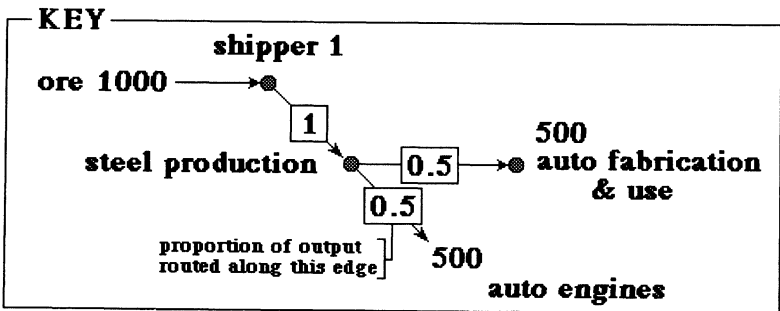 KEY
shipper 1
ore 1000
1
steel production
0.5
500
auto fabrication
& use
0.5
proportion of output
routed along this edge
500
auto engines